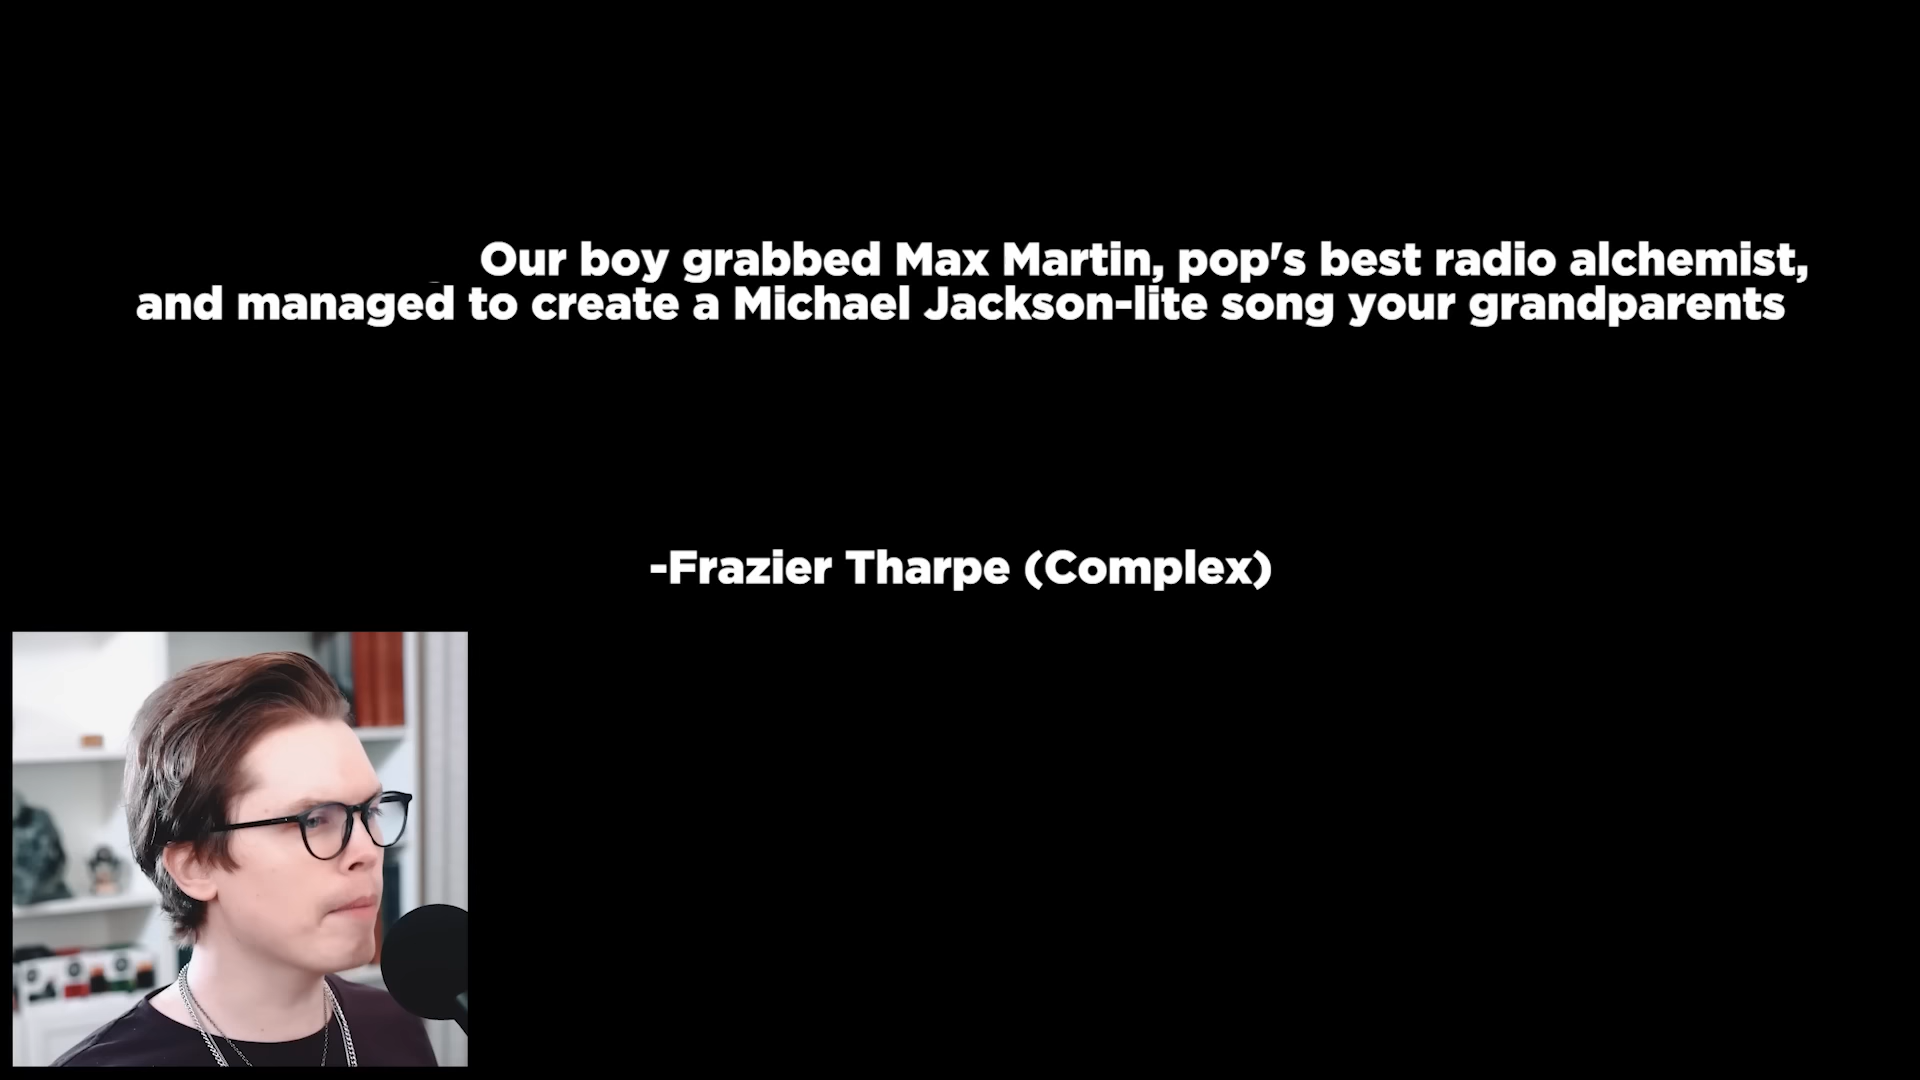 Our boy grabbed Max Martin, pop's best radio alchemist,
and managed to create a Michael Jackson-lite song your grandparents
-Frazier Tharpe (Complex)